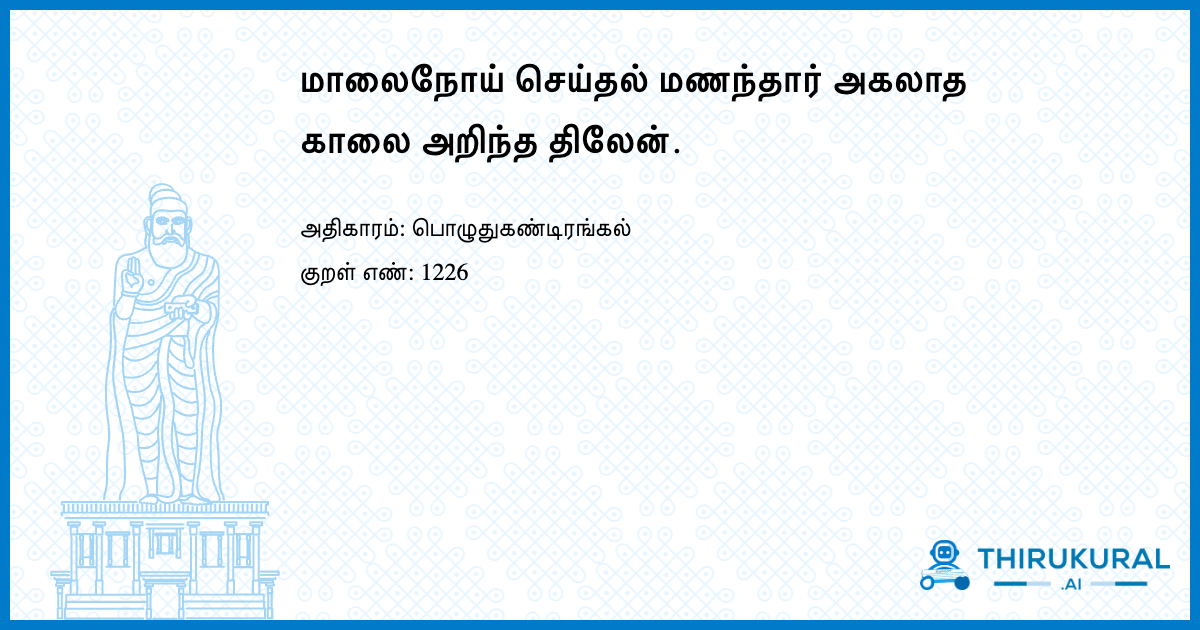 மாலைநோய் செய்தல் மணந்தார் அகலாத
காலை அறிந்த திலேன்.
அதிகாரம்: பொழுதுகண்டிரங்கல்
குறள் எண்: 1226
THIRUKURAL
.AI